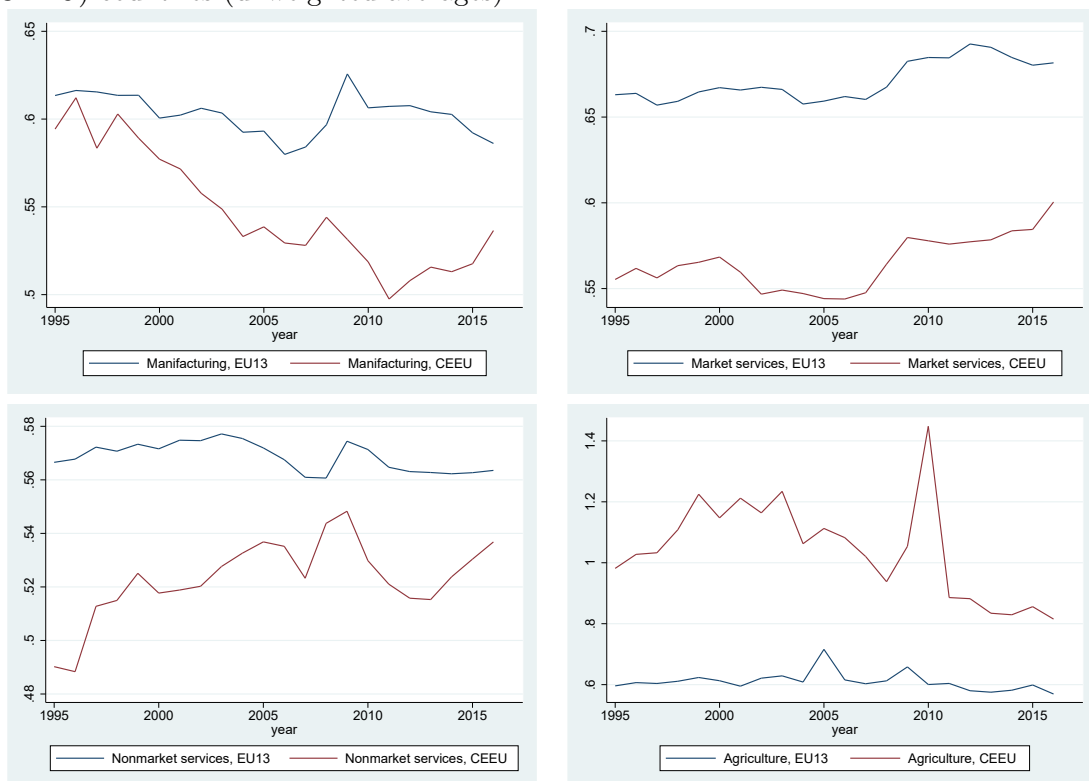 countries (unweighted averages)
.65
.6
.55
.5
1995 2000 2005 2010 2015
year
Manifacturing, EU13 Manifacturing, CEEU
.7
.65
.6
.55
1995 2000 2005 2010 2015
year
Market services, EU13 Market services, CEEU
.58
.56
.54
.52
.5
.48
1995 2000 2005 2010 2015
year
Nonmarket services, EU13 Nonmarket services, CEEU
1.4
1.2
1
.8
.6
1995 2000 2005 2010 2015
year
Agriculture, EU13 Agriculture, CEEU